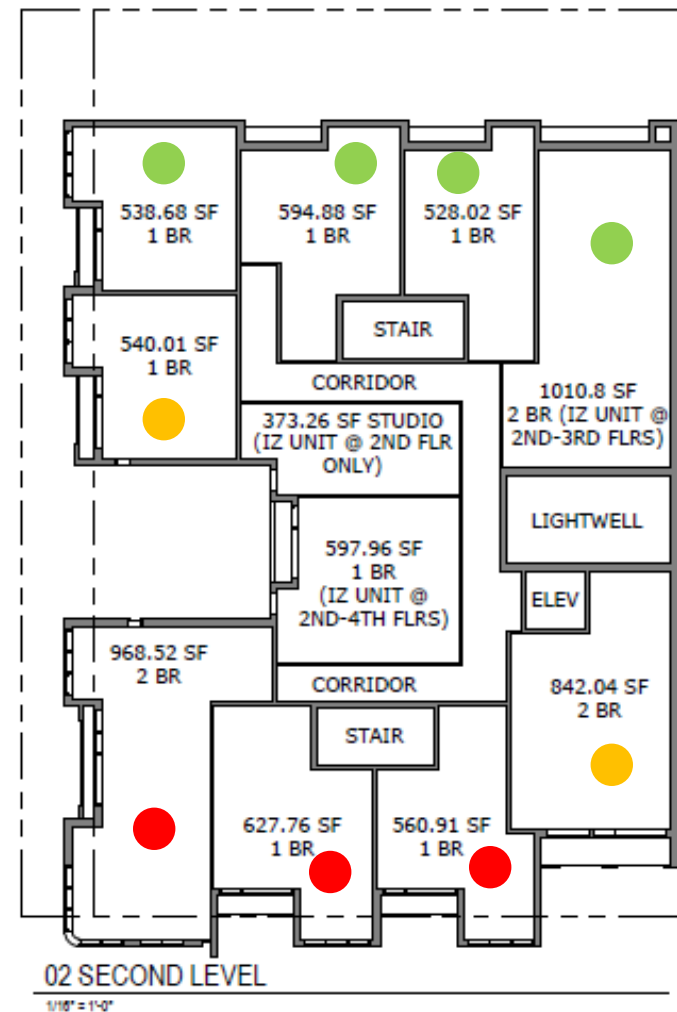 538.68 SF
1 BR
594.88 SF
1 BR
528.02 SF
1 BR
STAIR
540.01 SF
1 BR
CORRIDOR
1010.8 SF
2 BR (IZ UNIT @
2ND-3RD FLRS)
373.26 SF STUDIO
(IZ UNIT @ 2ND FLR
ONLY)
LIGHTWELL
597.96 SF
1 BR
(IZ UNIT @
2ND-4TH FLRS)
ELEV
968.52 SF
2 BR
CORRIDOR
842.04 SF
2 BR
STAIR
627.76 SF
1 BR
560.91 SF
1 BR
02 SECOND LEVEL
1/16" = 1'-0"